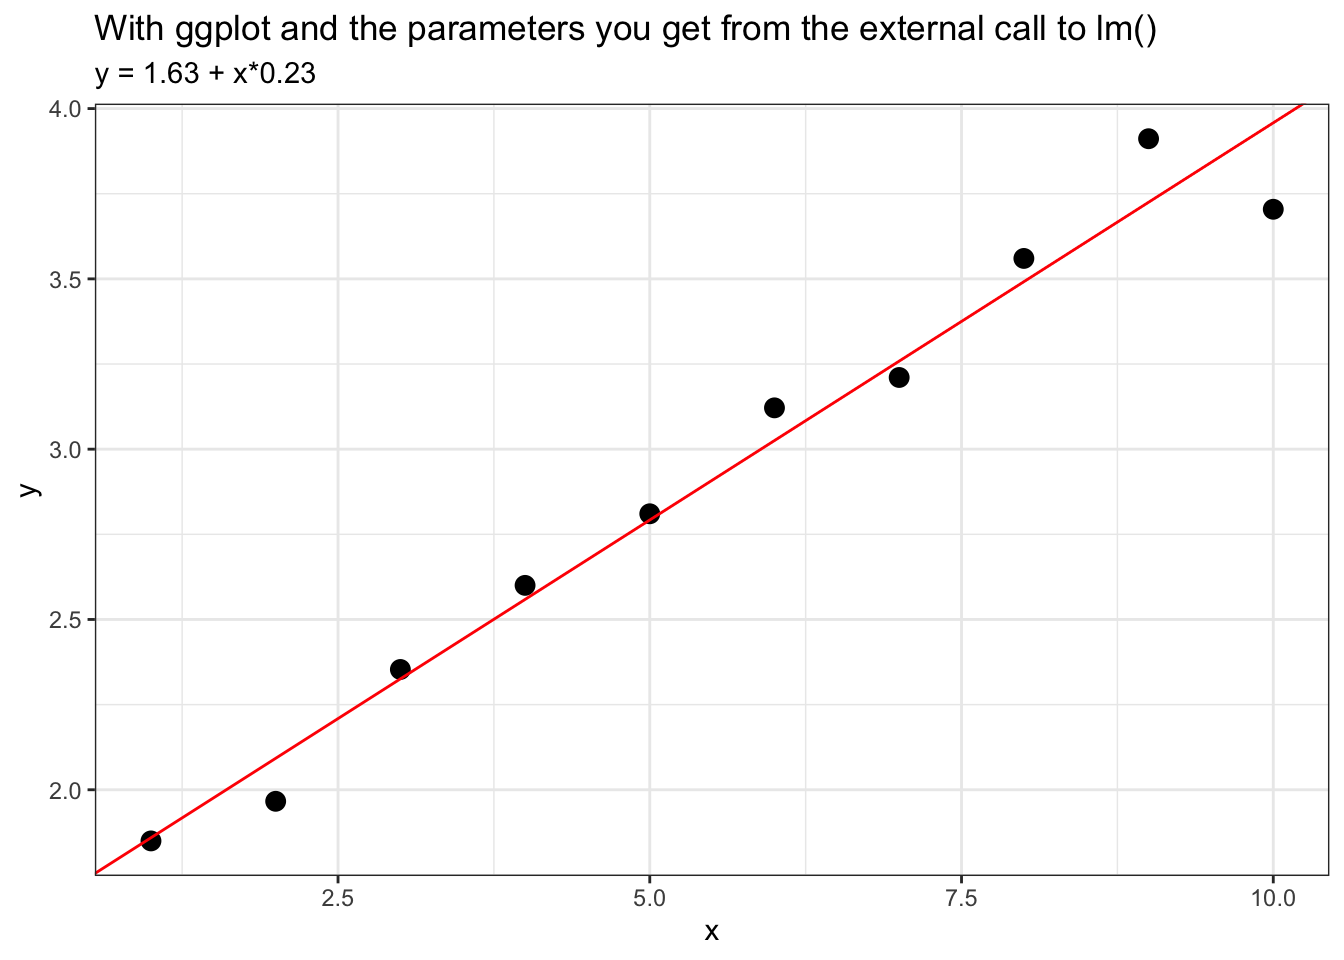 With ggplot and the parameters you get from the external call to lm()
y = 1.63 + x*0.23
4.0
3.5
3.0
2.5
2.0
y
2.5 5.0 7.5 10.0
x